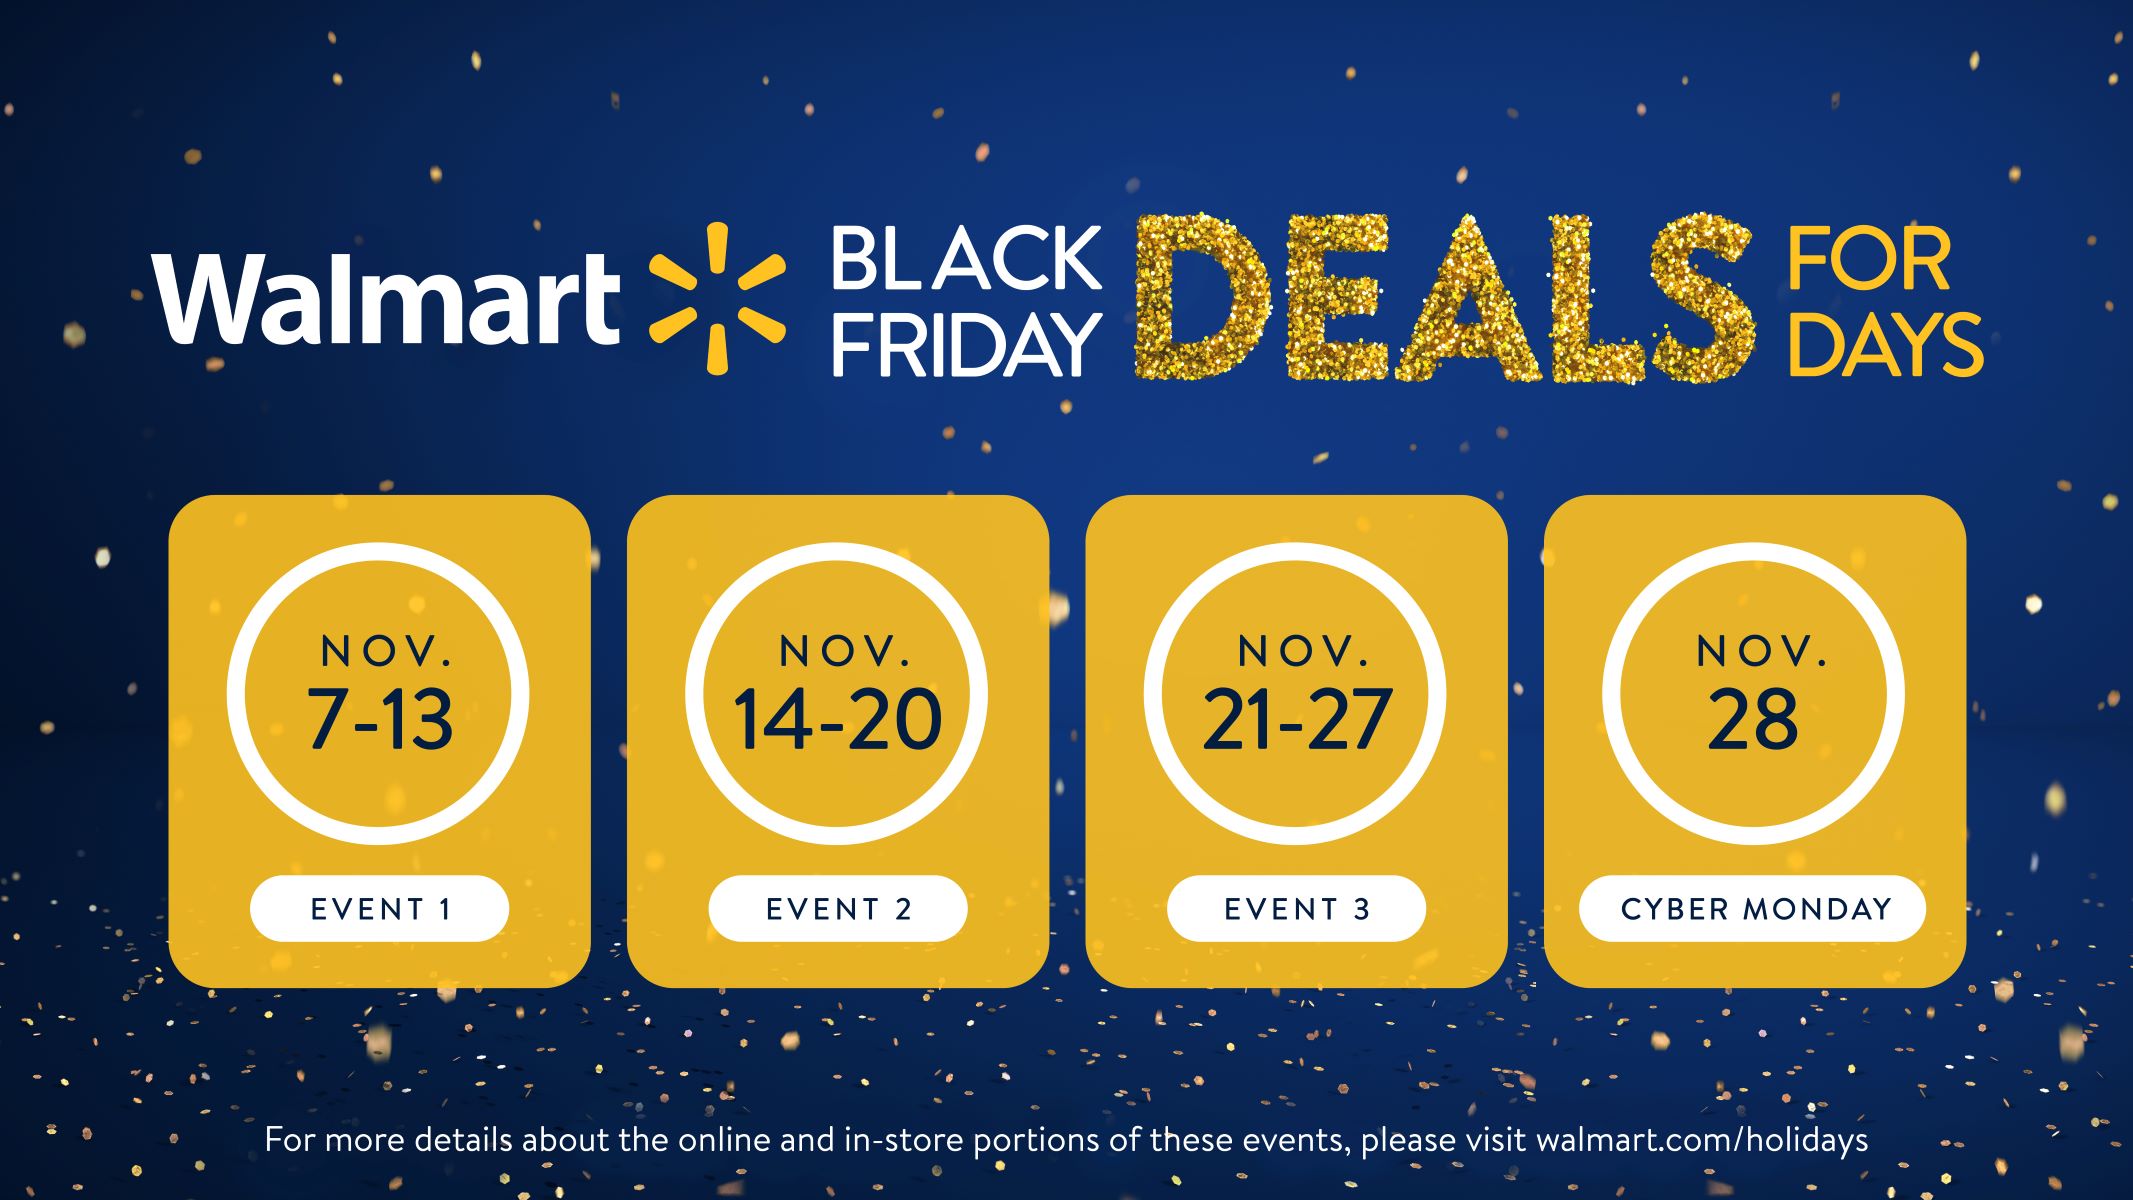 Walmart
BLACK
FRIDAY
DEALS
FOR
DAYS
NOV.
7-13
EVENT 1
NOV.
14-20
EVENT 2
NOV.
21-27
EVENT 3
NOV.
28
CYBER MONDAY
For more details about the online and in-store portions of these events, please visit walmart.com/holidays